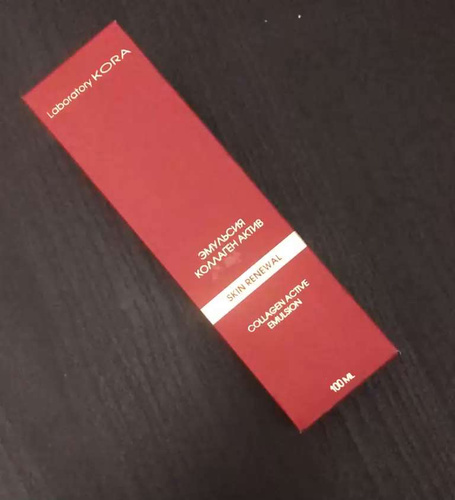 Laboratory KORA
ЭМУЛЬСИЯ
КОЛЛАГЕН АКТИВ
SKIN RENEWAL
COLLAGEN ACTIVE
EMULSION
100 ML